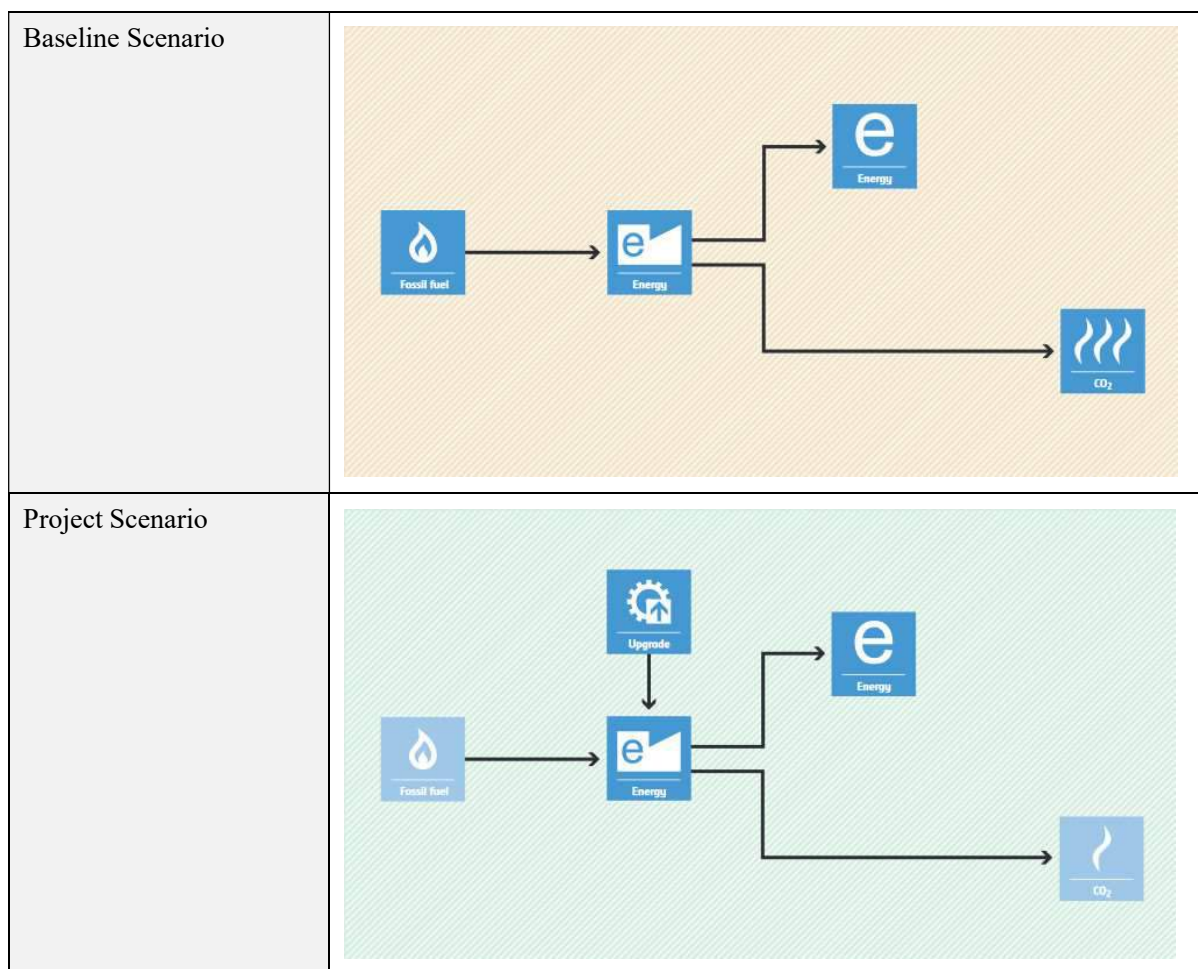 Baseline Scenario
e
Energy
Fossil fuel
e
Energy
CO₂
Project Scenario
Upgrade
e
Energy
Fossil fuel
e
Energy
CO₂